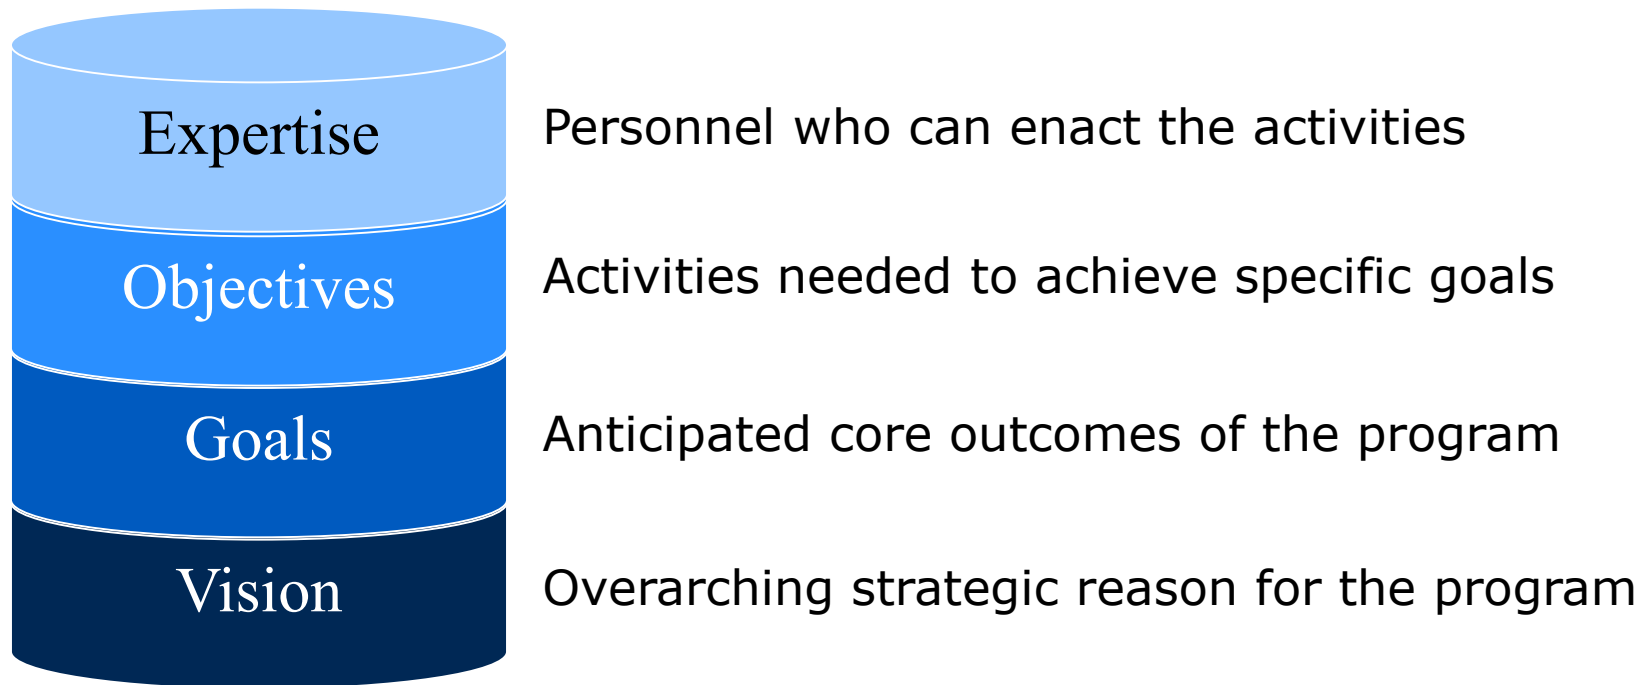 Expertise
Personnel who can enact the activities
Objectives
Activities needed to achieve specific goals
Goals
Anticipated core outcomes of the program
Vision
Overarching strategic reason for the program